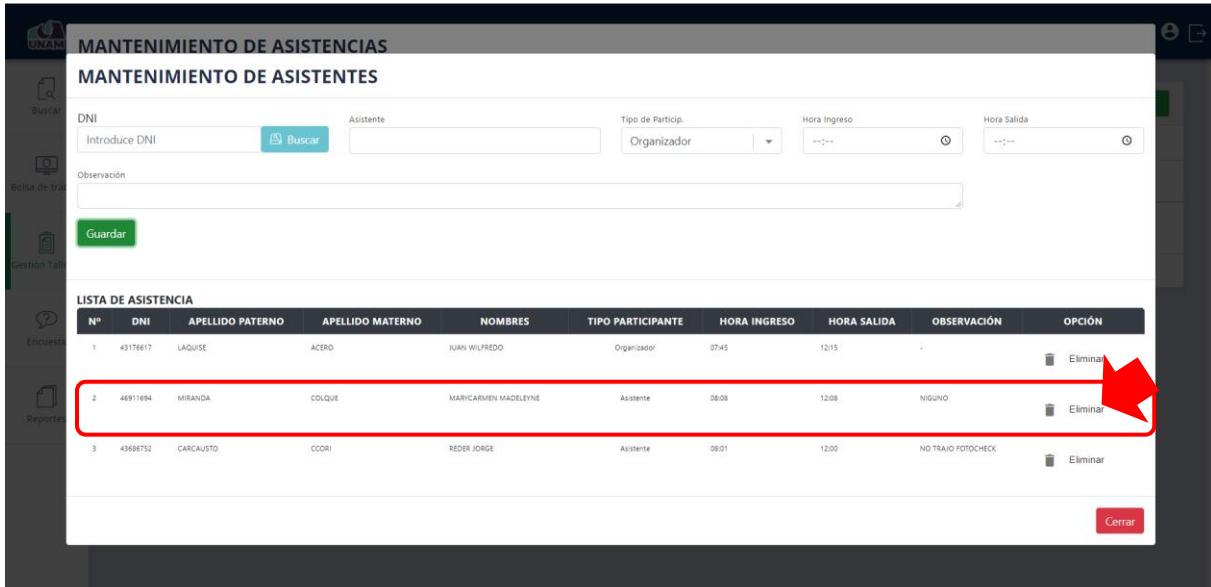 UNAM
MANTENIMIENTO DE ASISTENCIAS
MANTENIMIENTO DE ASISTENTES
Buscar
Bolsa de tra
Gestión Talle
Encuesta
Reportes
DNI Asistente Tipo de Particip. Hora Ingreso Hora Salida
Introduce DNI Buscar Organizador --:-- --:--
Observación
Guardar
LISTA DE ASISTENCIA
Nº DNI APELLIDO PATERNO APELLIDO MATERNO NOMBRES TIPO PARTICIPANTE HORA INGRESO HORA SALIDA OBSERVACIÓN OPCIÓN
1 43176617 LAQUISE ACERO JUAN WILFREDO Organizador 07:45 12:15 - Eliminar
2 46911694 MIRANDA COLQUE MARYCARMEN MADELEYNE Asistente 08:08 12:08 NIGUNO Eliminar
3 43686752 CARCAUSTO CCORI REDER JORGE Asistente 08:01 12:00 NO TRAJO FOTOCHECK Eliminar
Cerrar